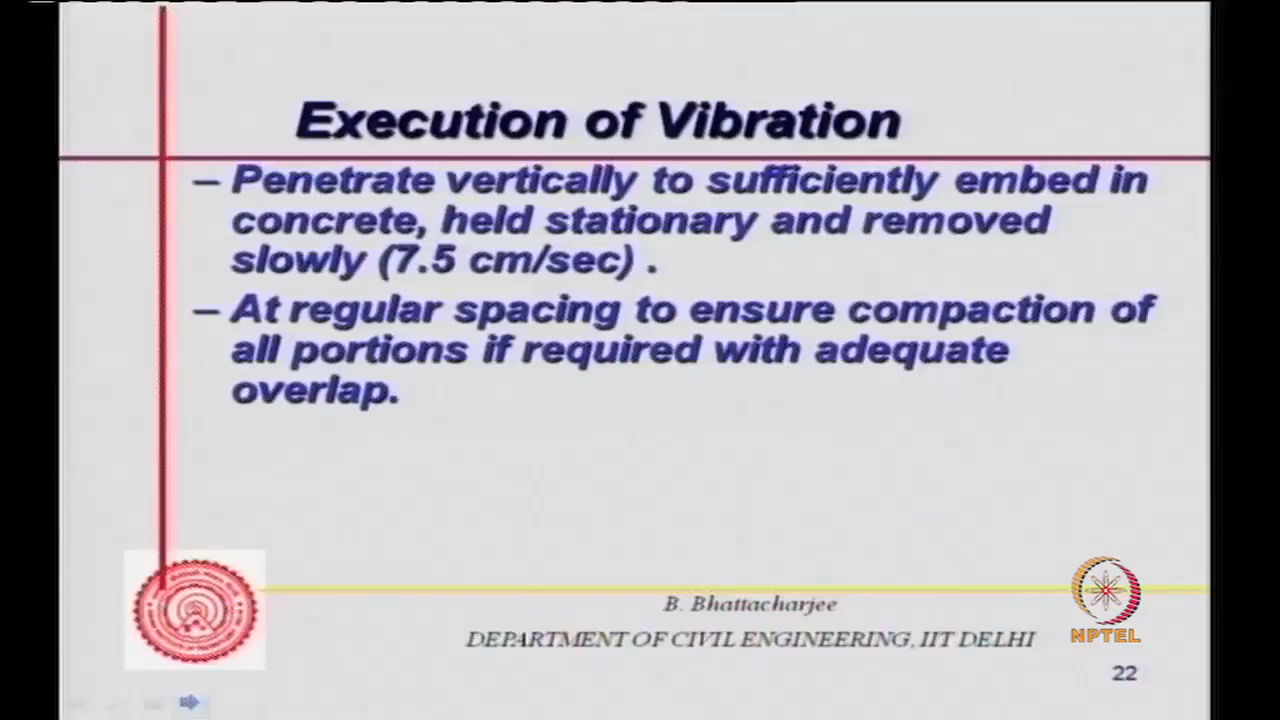 Execution of Vibration
– Penetrate vertically to sufficiently embed in
concrete, held stationary and removed
slowly (7.5 cm/sec) .
– At regular spacing to ensure compaction of
all portions if required with adequate
overlap.
B. Bhattacharjee
DEPARTMENT OF CIVIL ENGINEERING, IIT DELHI
NPTEL
22